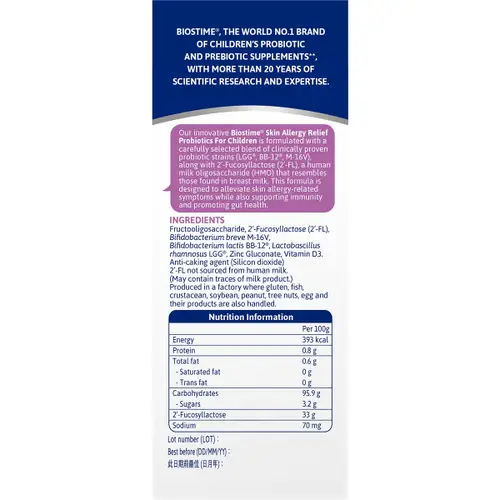 BIOSTIME®, THE WORLD NO.1 BRAND
OF CHILDREN'S PROBIOTIC
AND PREBIOTIC SUPPLEMENTS**,
WITH MORE THAN 20 YEARS OF
SCIENTIFIC RESEARCH AND EXPERTISE.
Our innovative Biostime® Skin Allergy Relief
Probiotics For Children is formulated with a
carefully selected blend of clinically proven
probiotic strains (LGG®, BB-12®, M-16V),
along with 2'-Fucosyllactose (2'-FL), a human
milk oligosaccharide (HMO) that resembles
those found in breast milk. This formula is
designed to alleviate skin allergy-related
symptoms while also supporting immunity
and promoting gut health.
INGREDIENTS
Fructooligosaccharide, 2'-Fucosyllactose (2'-FL),
Bifidobacterium breve M-16V,
Bifidobacterium lactis BB-12®, Lactobacillus
rhamnosus LGG®, Zinc Gluconate, Vitamin D3.
Anti-caking agent (Silicon dioxide)
2'-FL not sourced from human milk.
(May contain traces of milk product.)
Produced in a factory where gluten, fish,
crustacean, soybean, peanut, tree nuts, egg and
their products are also handled.
Nutrition Information
Per 100g
Energy 393 kcal
Protein 0.8 g
Total fat 0.6 g
- Saturated fat 0 g
- Trans fat 0 g
Carbohydrates 95.9 g
- Sugars 3.2 g
2'-Fucosyllactose 33 g
Sodium 70 mg
Lot number (LOT) :
Best before (DD/MM/YY) :
此日期前最佳 (日月年) :